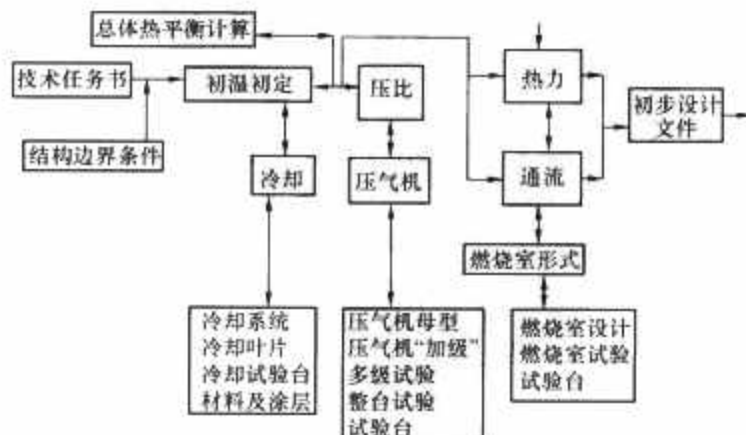 总体热平衡计算
技术任务书
初温初定
压比
热力
初步设计
文件
结构边界条件
冷却
压气机
通流
燃烧室形式
冷却系统
冷却叶片
冷却试验台
材料及涂层
压气机母型
压气机“加级”
多级试验
整台试验
试验台
燃烧室设计
燃烧室试验
试验台